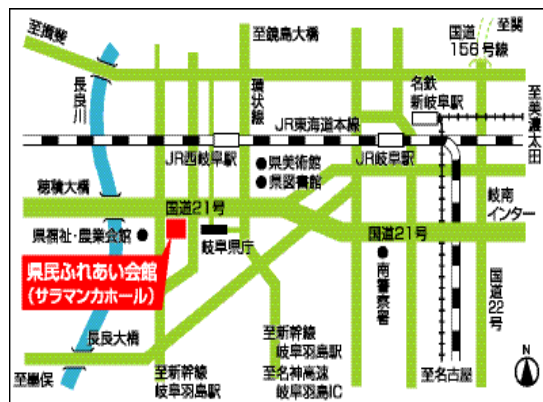 至揖斐
至鏡島大橋
国道
156号線
至関
長良川
環状線
名鉄
新岐阜駅
JR東海道本線
至美濃太田
JR西岐阜駅
●県美術館
●県図書館
JR岐阜駅
穂積大橋
国道21号
岐南
インター
県福祉・農業会館●
岐阜県庁
国道21号
県民ふれあい会館
(サラマンカホール)
●南警察署
国道22号
長良大橋
至墨俣
至新幹線
岐阜羽島駅
至新幹線
岐阜羽島駅
至名神高速
岐阜羽島IC
至名古屋
N